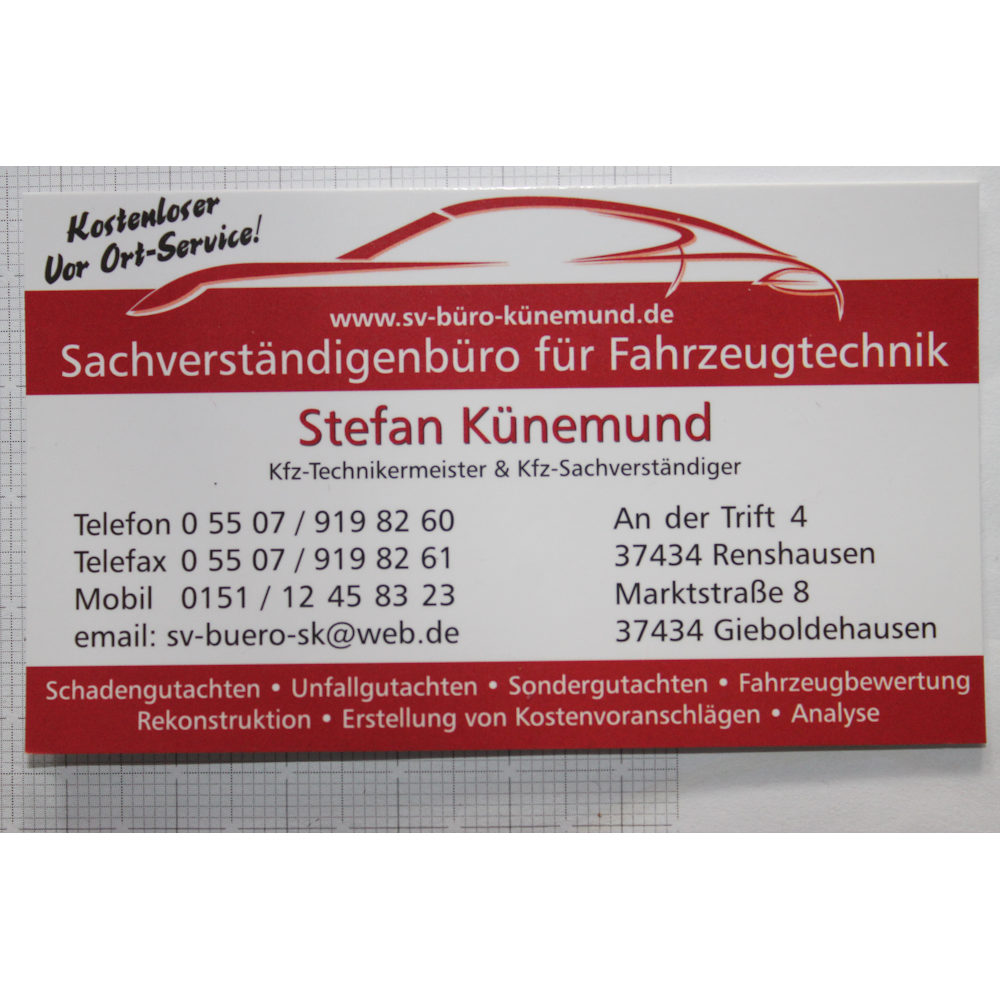 Kostenloser
Vor Ort-Service!
www.sv-büro-künemund.de
Sachverständigenbüro für Fahrzeugtechnik
Stefan Künemund
Kfz-Technikermeister & Kfz-Sachverständiger
Telefon 0 55 07 / 919 82 60
Telefax 0 55 07 / 919 82 61
Mobil 0151 / 12 45 83 23
email: sv-buero-sk@web.de
An der Trift 4
37434 Renshausen
Marktstraße 8
37434 Gieboldehausen
Schadengutachten • Unfallgutachten • Sondergutachten • Fahrzeugbewertung
Rekonstruktion • Erstellung von Kostenvoranschlägen • Analyse